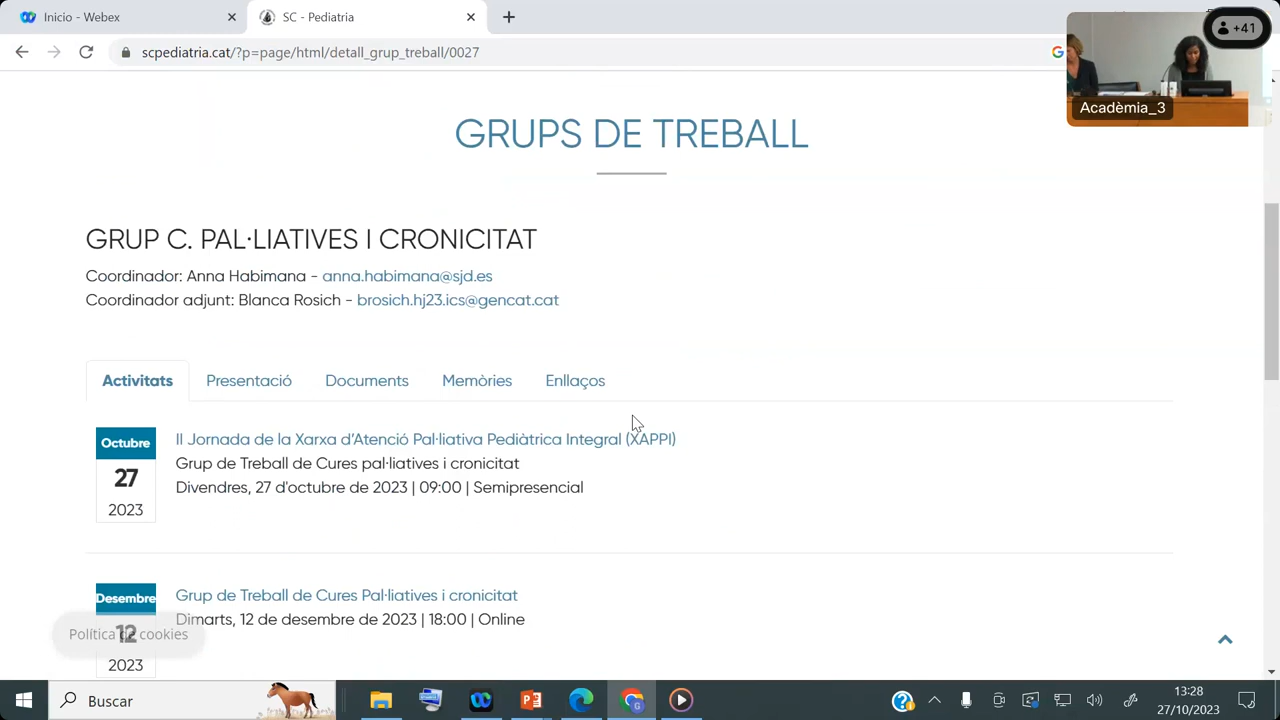 Inicio - Webex
SC - Pediatria
scpediatria.cat/?p=page/html/detall_grup_treball/0027
+41
Acadèmia_3
GRUPS DE TREBALL
GRUP C. PAL·LIATIVES I CRONICITAT
Coordinador: Anna Habimana - anna.habimana@sjd.es
Coordinador adjunt: Blanca Rosich - brosich.hj23.ics@gencat.cat
Activitats Presentació Documents Memòries Enllaços
Octubre
27
2023
II Jornada de la Xarxa d'Atenció Pal·liativa Pediàtrica Integral (XAPPI)
Grup de Treball de Cures pal·liatives i cronicitat
Divendres, 27 d'octubre de 2023 | 09:00 | Semipresencial
Desembre
12
2023
Grup de Treball de Cures Pal·liatives i cronicitat
Dimarts, 12 de desembre de 2023 | 18:00 | Online
Política de cookies
Buscar
13:28
27/10/2023